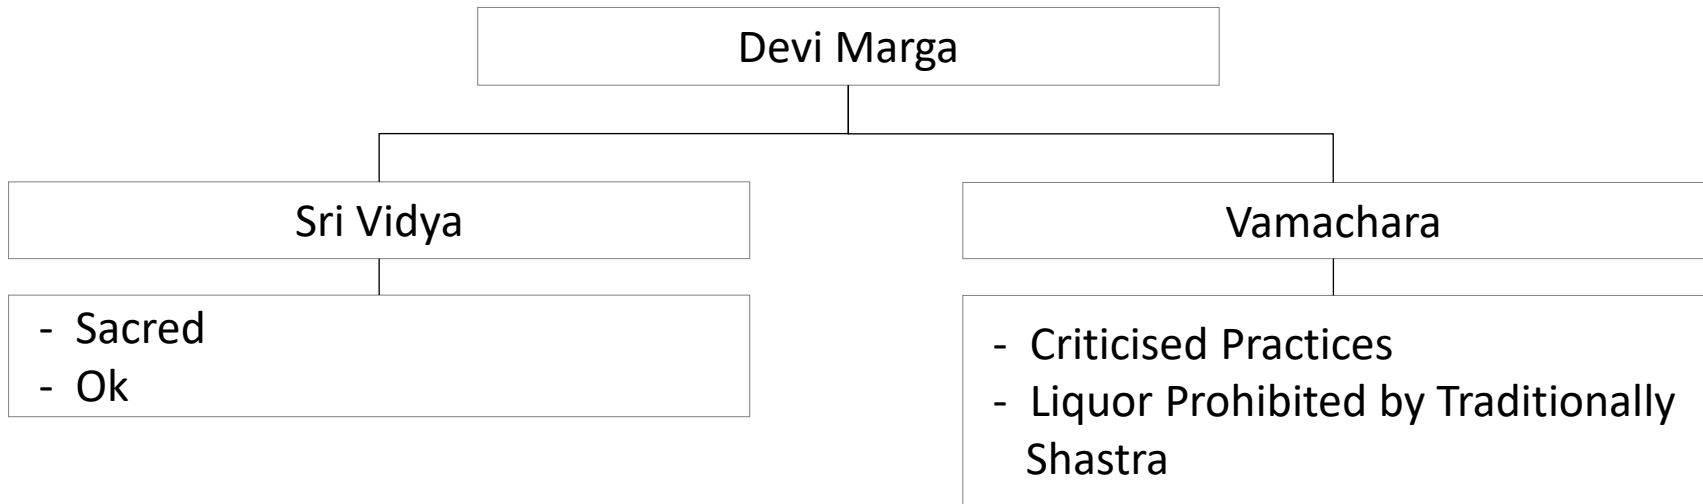 Devi Marga
Sri Vidya
Vamachara
- Sacred
- Ok
- Criticised Practices
- Liquor Prohibited by Traditionally
Shastra